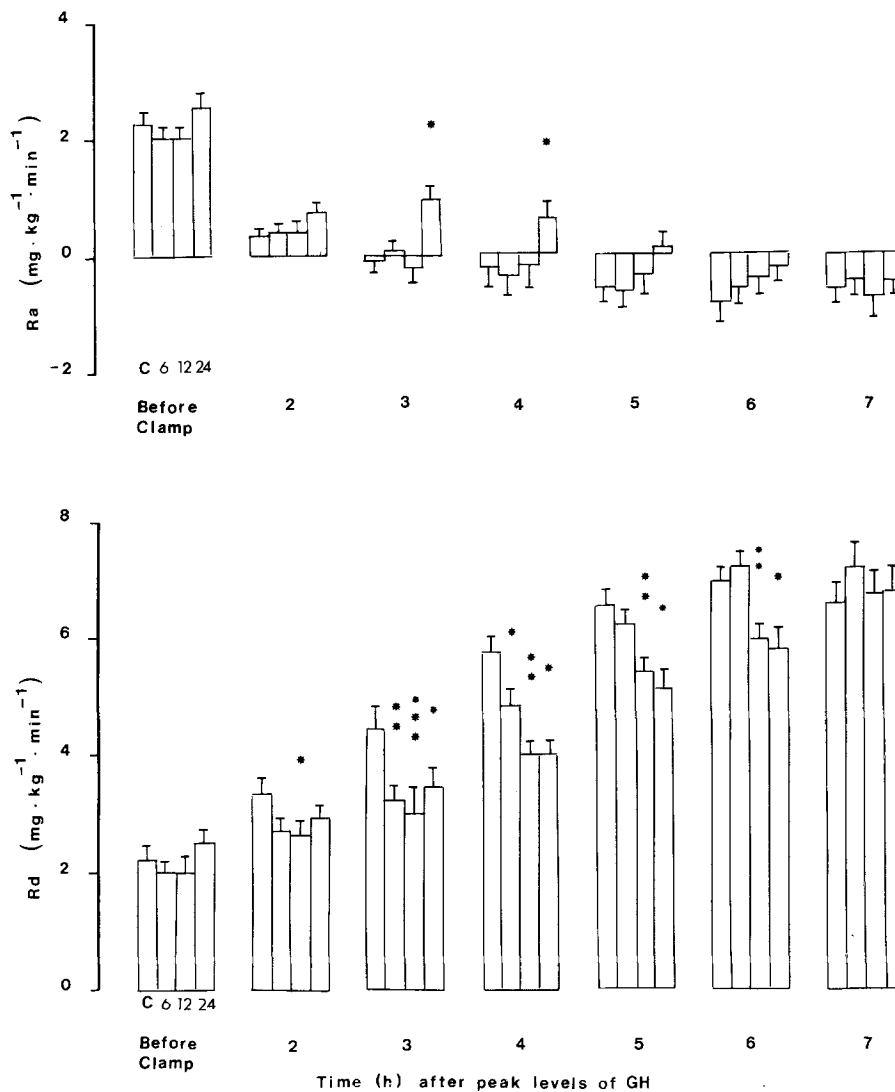 4
2
0
-2
Ra (mg · kg⁻¹ · min⁻¹)
*
*
C 6 12 24
Before Clamp
2
3
4
5
6
7
8
6
4
2
0
Rd (mg · kg⁻¹ · min⁻¹)
*
** *** *
* ** *
** *
** *
C 6 12 24
Before Clamp
2
3
4
5
6
7
Time (h) after peak levels of GH